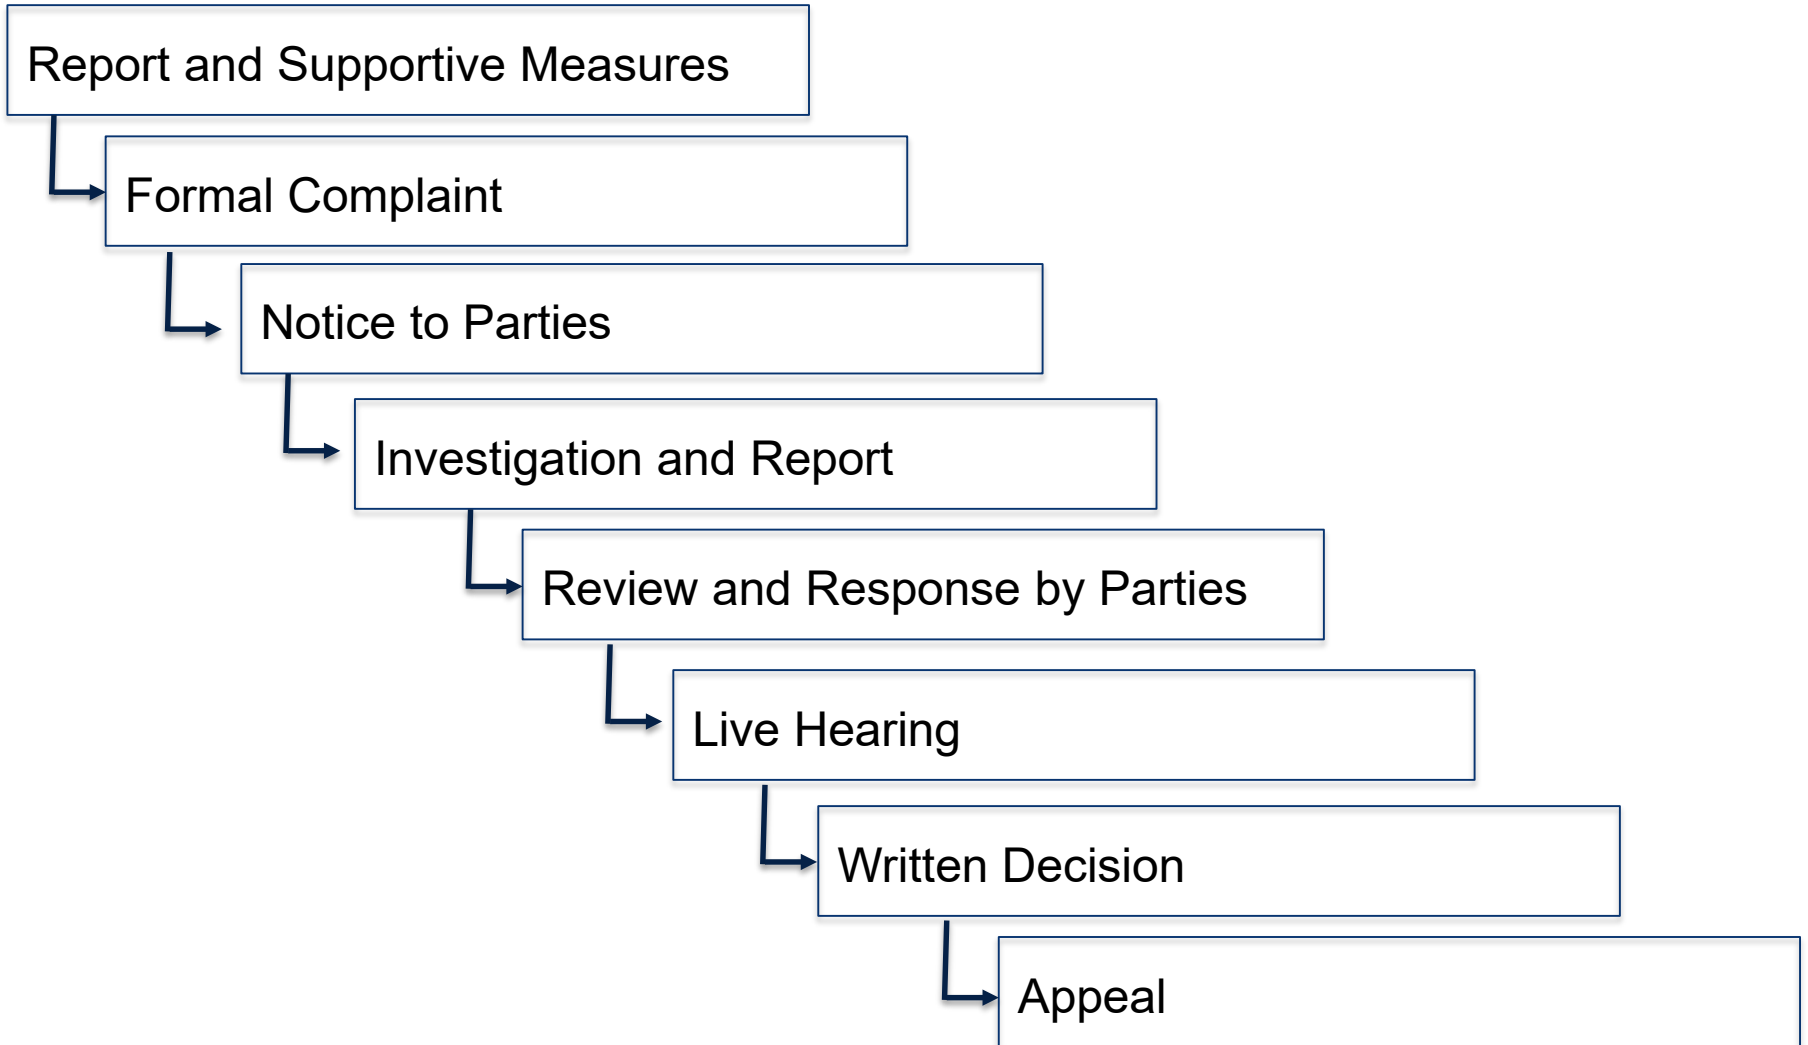 Report and Supportive Measures
Formal Complaint
Notice to Parties
Investigation and Report
Review and Response by Parties
Live Hearing
Written Decision
Appeal